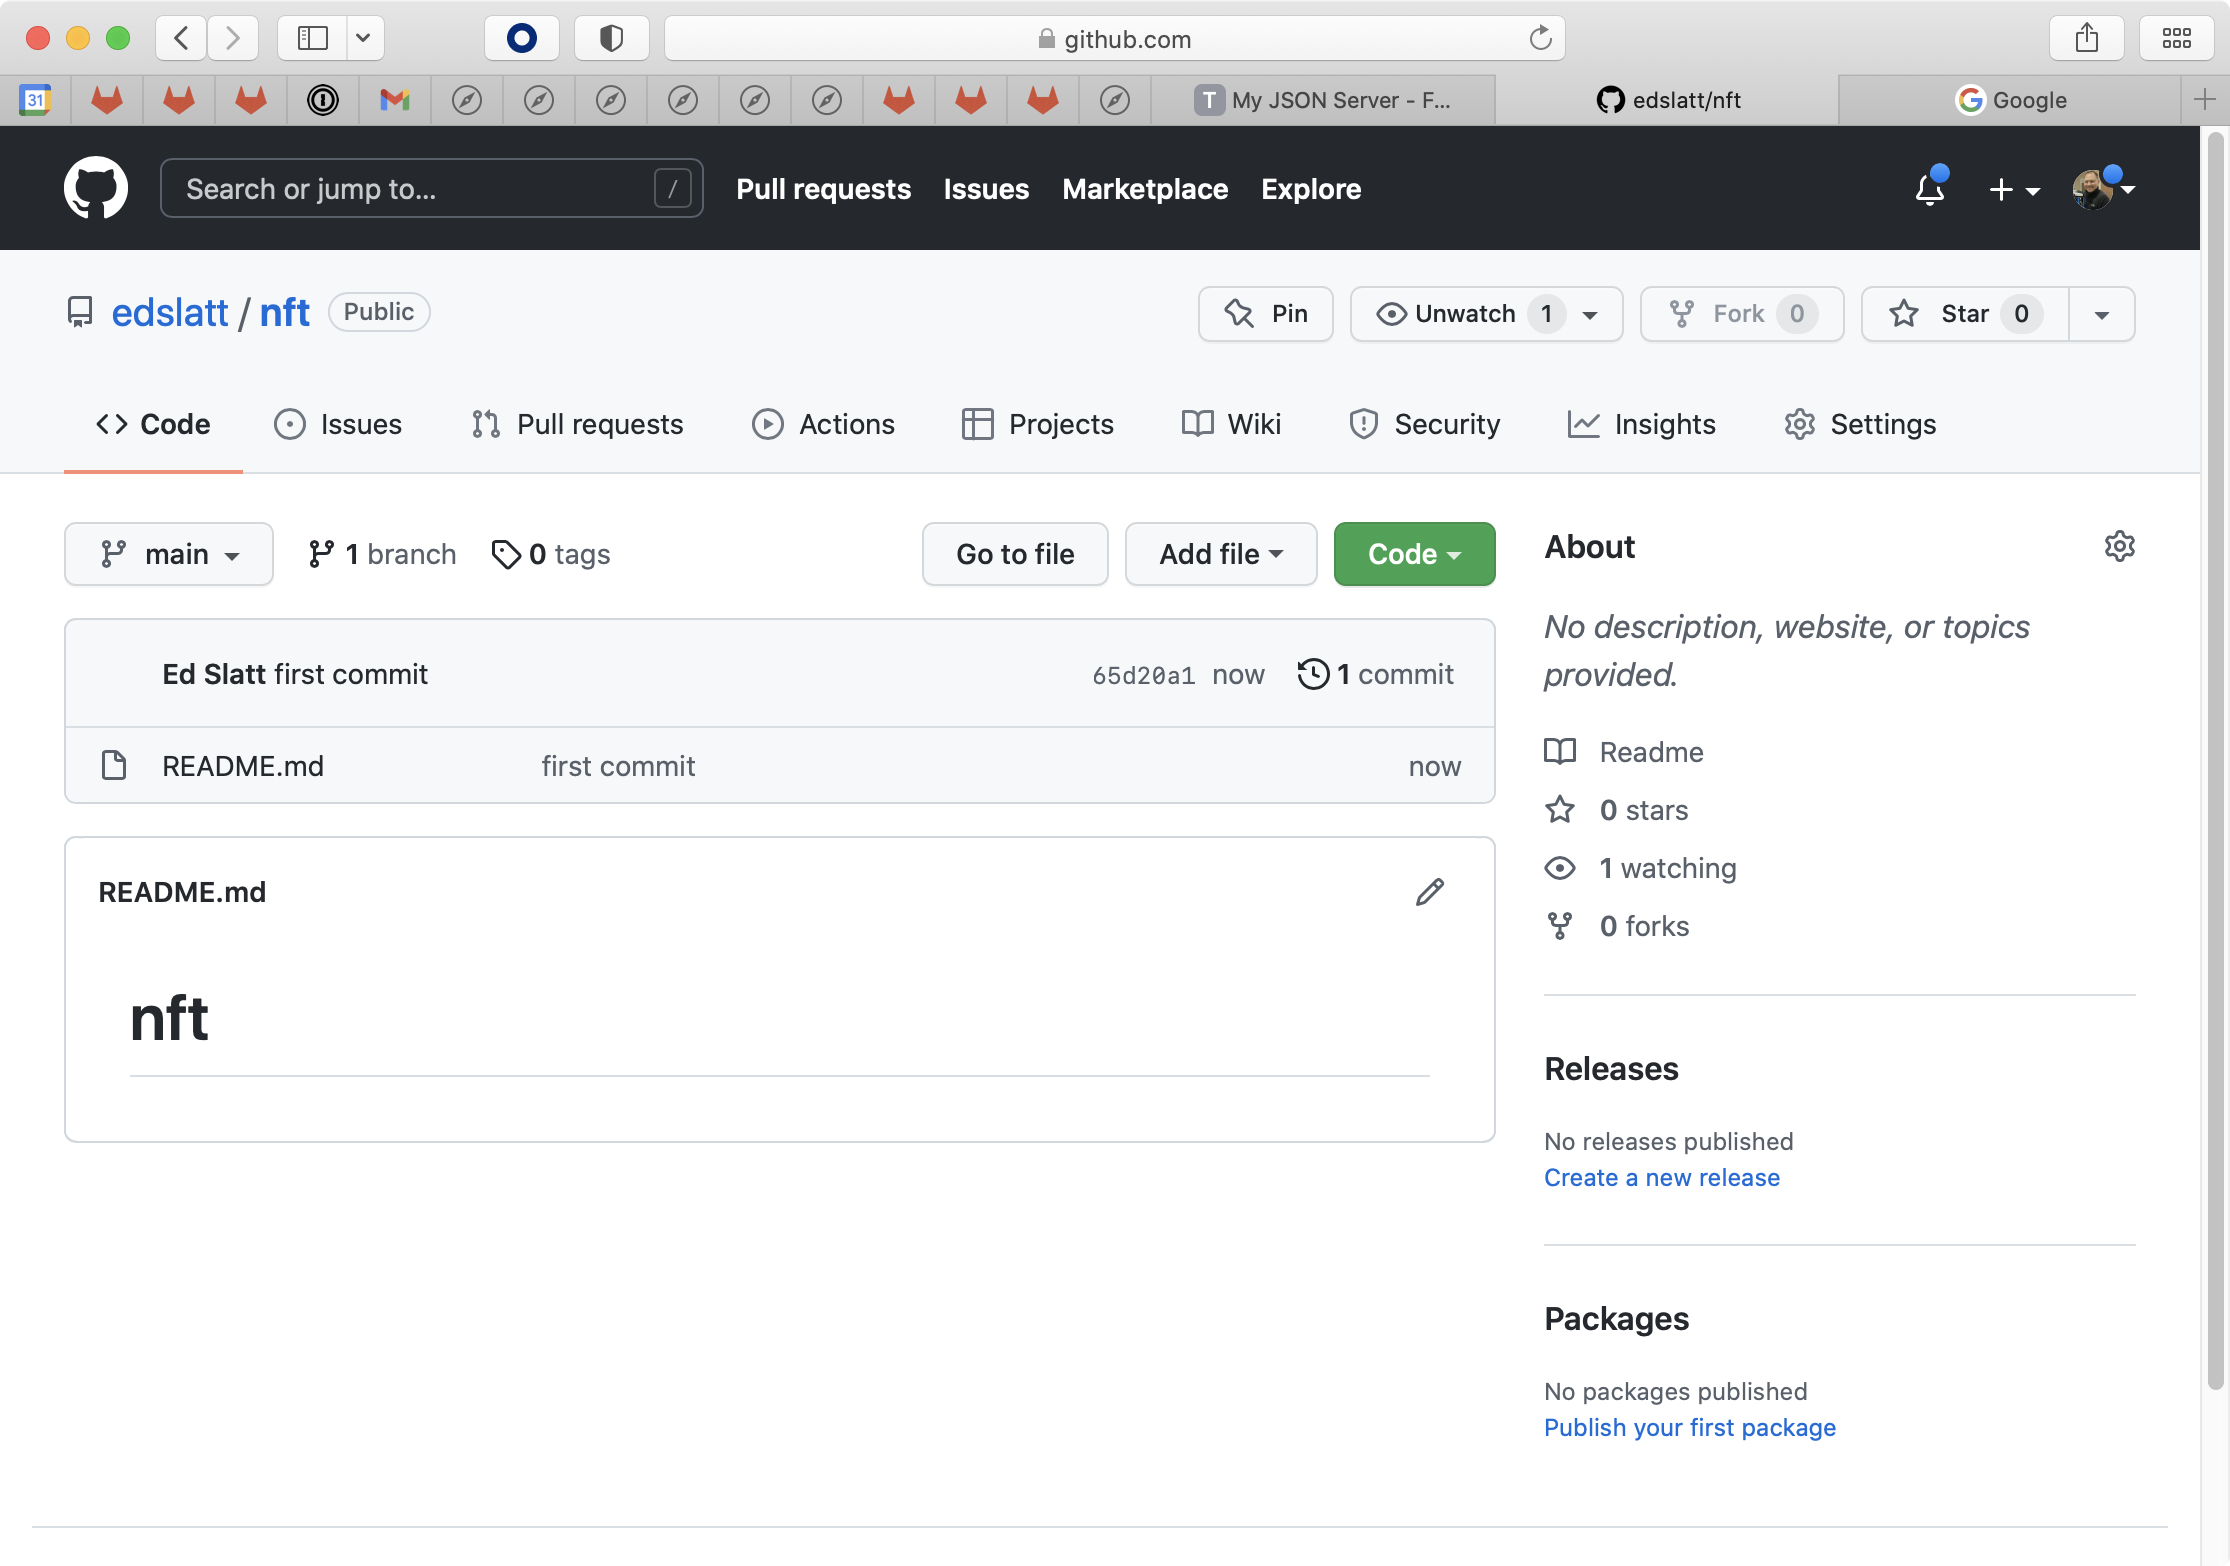 github.com
31
T My JSON Server - F...
edslatt/nft
Google
Search or jump to...
/
Pull requests
Issues
Marketplace
Explore
edslatt / nft
Public
Pin
Unwatch 1
Fork 0
Star 0
Code
Issues
Pull requests
Actions
Projects
Wiki
Security
Insights
Settings
main
1 branch
0 tags
Go to file
Add file
Code
Ed Slatt first commit
65d20a1 now
1 commit
README.md
first commit
now
README.md
nft
About
No description, website, or topics
provided.
Readme
0 stars
1 watching
0 forks
Releases
No releases published
Create a new release
Packages
No packages published
Publish your first package